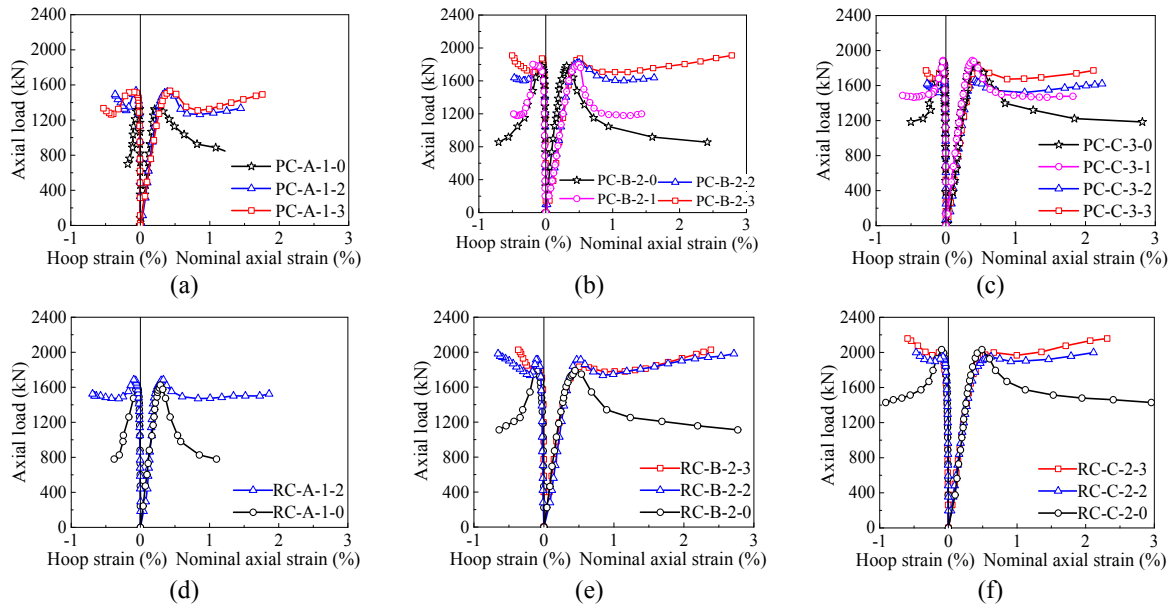 2400
2000
1600
1200
800
400
0
Axial load (kN)
PC-A-1-0
PC-A-1-2
PC-A-1-3
-1 0 1 2 3
Hoop strain (%) Nominal axial strain (%)
(a)
2400
2000
1600
1200
800
400
0
Axial load (kN)
PC-B-2-0 PC-B-2-2
PC-B-2-1 PC-B-2-3
-1 0 1 2 3
Hoop strain (%) Nominal axial strain (%)
(b)
2400
2000
1600
1200
800
400
0
Axial load (kN)
PC-C-3-0
PC-C-3-1
PC-C-3-2
PC-C-3-3
-1 0 1 2 3
Hoop strain (%) Nominal axial strain (%)
(c)
2400
2000
1600
1200
800
400
0
Axial load (kN)
RC-A-1-2
RC-A-1-0
-1 0 1 2 3
Hoop strain (%) Nominal axial strain (%)
(d)
2400
2000
1600
1200
800
400
0
Axial load (kN)
RC-B-2-3
RC-B-2-2
RC-B-2-0
-1 0 1 2 3
Hoop strain (%) Nominal axial strain (%)
(e)
2400
2000
1600
1200
800
400
0
Axial load (kN)
RC-C-2-3
RC-C-2-2
RC-C-2-0
-1 0 1 2 3
Hoop strain (%) Nominal axial strain (%)
(f)